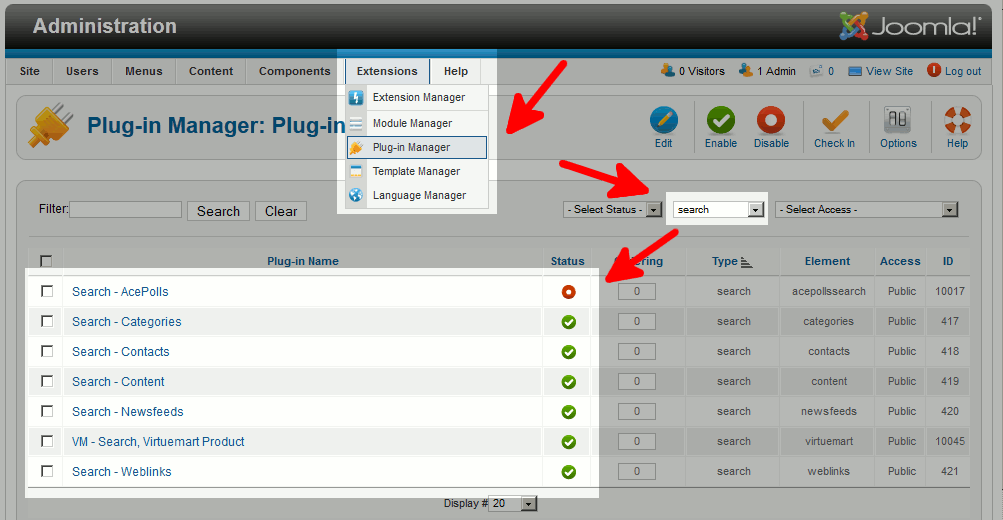 Administration
Joomla!
Site Users Menus Content Components Extensions Help 0 Visitors 1 Admin 0 View Site Log out
Extension Manager
Module Manager
Plug-in Manager
Template Manager
Language Manager
Plug-in Manager: Plug-in
Edit Enable Disable Check In Options Help
Filter: Search Clear - Select Status - search - Select Access -
Plug-in Name Status Type Element Access ID
Search - AcePolls 0 search acepollssearch Public 10017
Search - Categories 0 search categories Public 417
Search - Contacts 0 search contacts Public 418
Search - Content 0 search content Public 419
Search - Newsfeeds 0 search newsfeeds Public 420
VM - Search, Virtuemart Product 0 search virtuemart Public 10045
Search - Weblinks 0 search weblinks Public 421
Display # 20